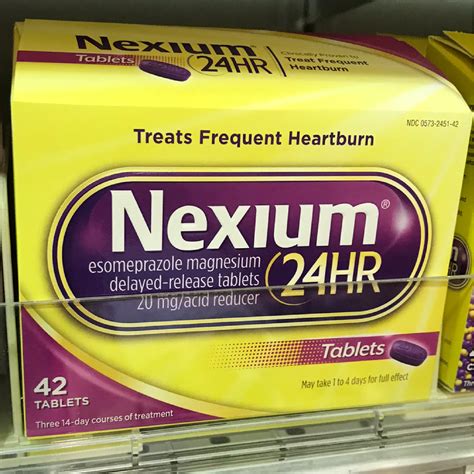 Nexium®
Tablets 24HR
Clinically Proven to
Treat Frequent
Heartburn
NDC 0573-2451-42
Treats Frequent Heartburn
Nexium®
esomeprazole magnesium
delayed-release tablets
20 mg/acid reducer
24HR
Tablets
May take 1 to 4 days for full effect
42
TABLETS
Three 14-day courses of treatment